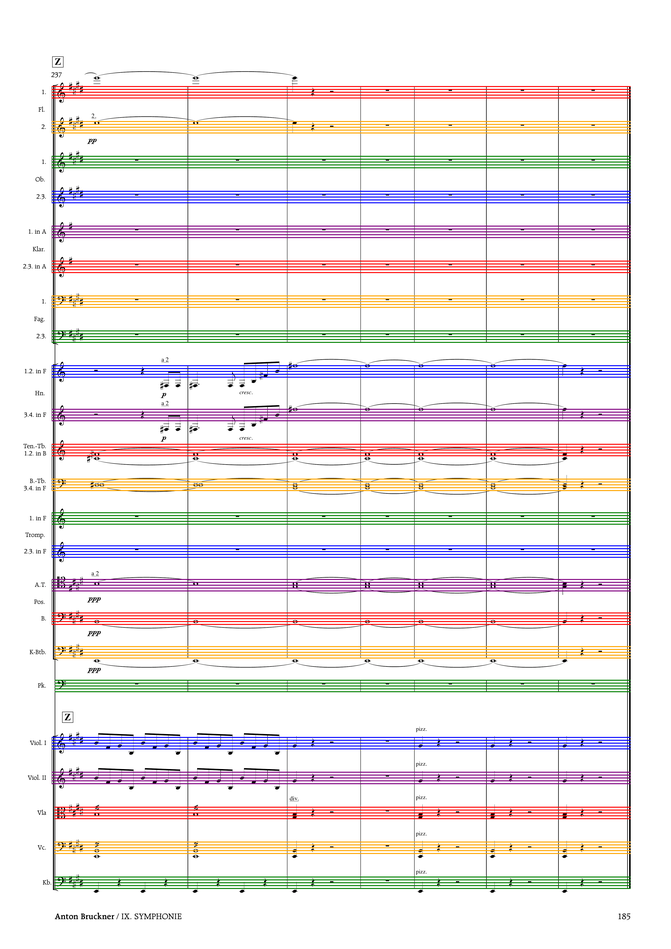 Z
237
1.
Fl.
2.
2.
pp
1.
Ob.
2.3.
1. in A
Klar.
2.3. in A
1.
Fag.
2.3.
a 2
1.2. in F
p cresc.
Hn.
a 2
3.4. in F
p cresc.
Ten.-Tb.
1.2. in B
B.-Tb.
3.4. in F
1. in F
Tromp.
2.3. in F
a 2
A.T.
ppp
Pos.
B.
ppp
K-Btb.
ppp
Pk.
Z
pizz.
Viol. I
pizz.
Viol. II
div. pizz.
Vla
pizz.
Vc.
pizz.
Kb.
Anton Bruckner / IX. SYMPHONIE 185